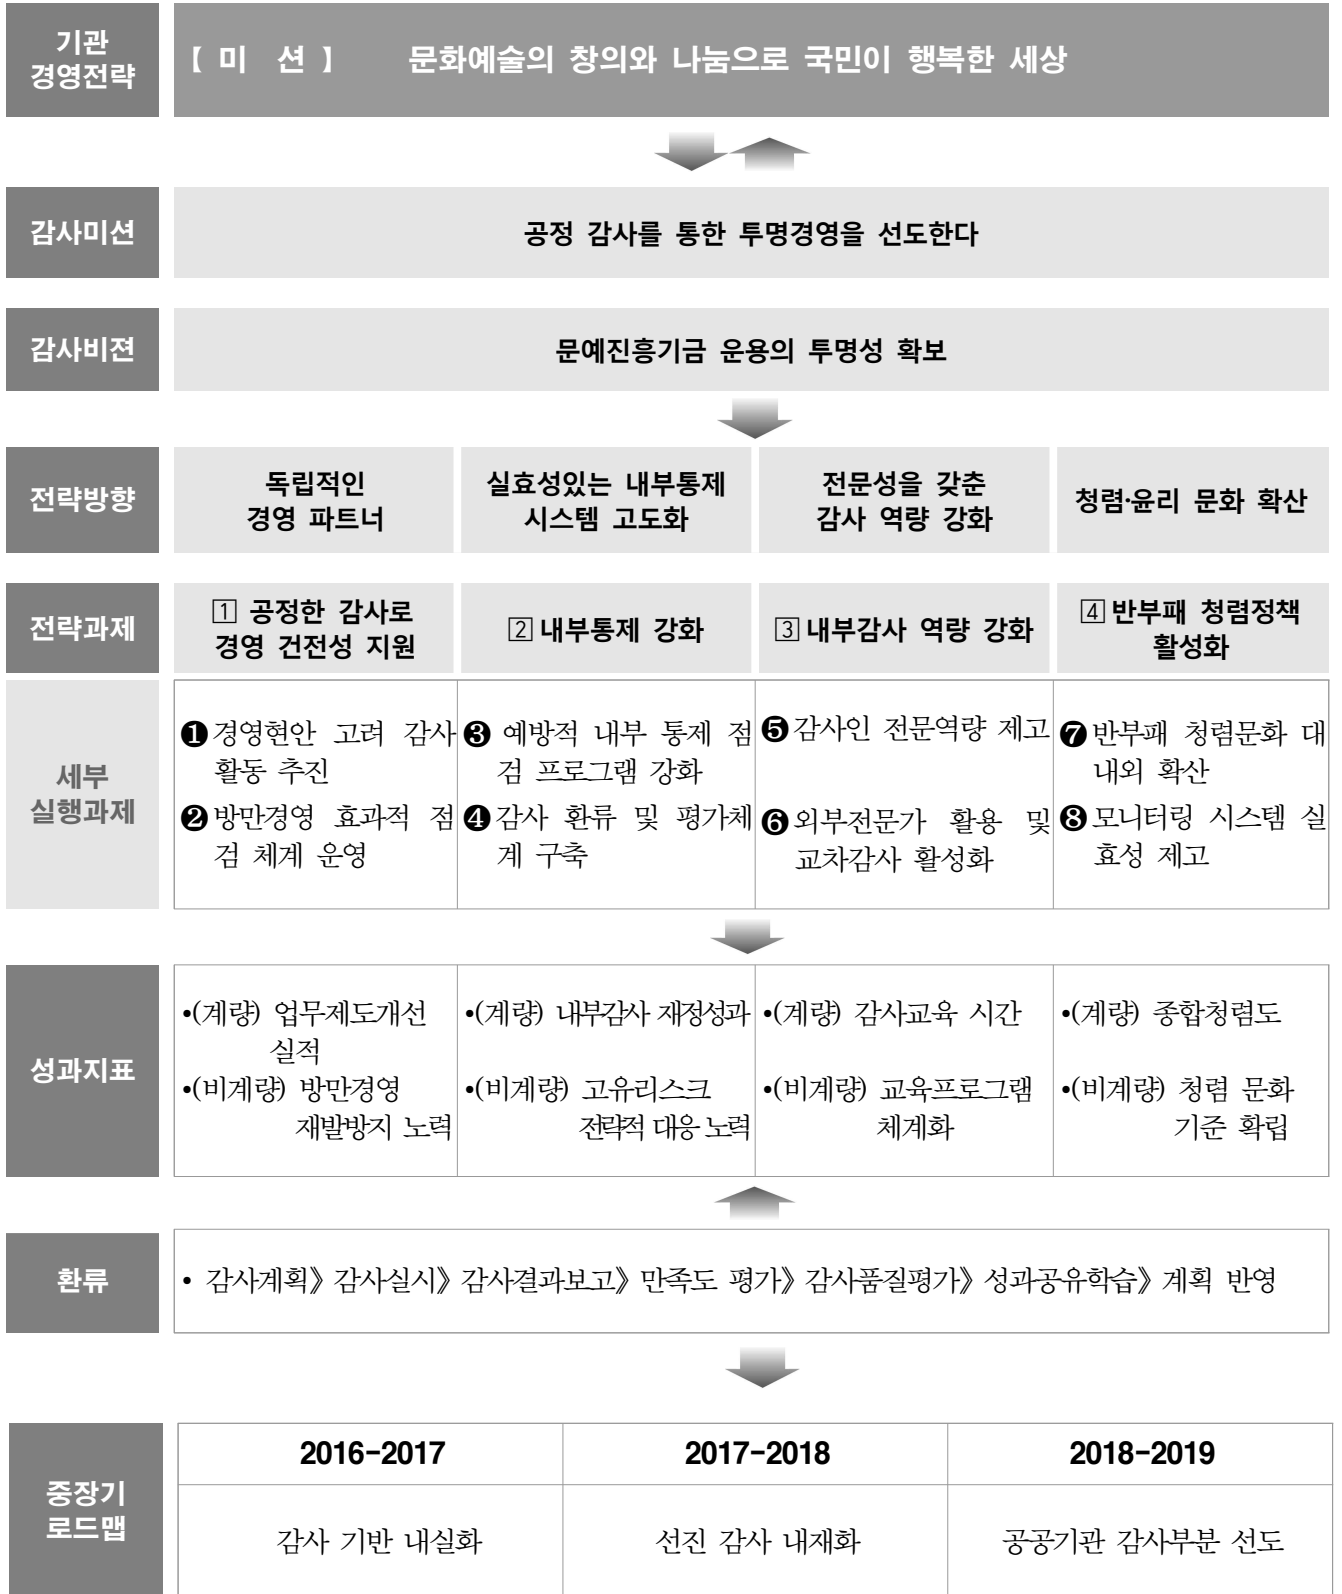 기관
경영전략
【 미 션 】 문화예술의 창의와 나눔으로 국민이 행복한 세상
감사미션
공정 감사를 통한 투명경영을 선도한다
감사비젼
문예진흥기금 운용의 투명성 확보
전략방향
독립적인
경영 파트너
실효성있는 내부통제
시스템 고도화
전문성을 갖춘
감사 역량 강화
청렴·윤리 문화 확산
전략과제
1 공정한 감사로
경영 건전성 지원
2 내부통제 강화
3 내부감사 역량 강화
4 반부패 청렴정책
활성화
세부
실행과제
❶ 경영현안 고려 감사
활동 추진
❷ 방만경영 효과적 점
검 체계 운영
❸ 예방적 내부 통제 점
검 프로그램 강화
❹ 감사 환류 및 평가체
계 구축
❺ 감사인 전문역량 제고
❻ 외부전문가 활용 및
교차감사 활성화
❼ 반부패 청렴문화 대
내외 확산
❽ 모니터링 시스템 실
효성 제고
성과지표
•(계량) 업무제도개선
실적
•(비계량) 방만경영
재발방지 노력
•(계량) 내부감사 재정성과
•(비계량) 고유리스크
전략적 대응 노력
•(계량) 감사교육 시간
•(비계량) 교육프로그램
체계화
•(계량) 종합청렴도
•(비계량) 청렴 문화
기준 확립
환류
• 감사계획》 감사실시》 감사결과보고》 만족도 평가》 감사품질평가》 성과공유학습》 계획 반영
중장기
로드맵
2016-2017
2017-2018
2018-2019
감사 기반 내실화
선진 감사 내재화
공공기관 감사부분 선도